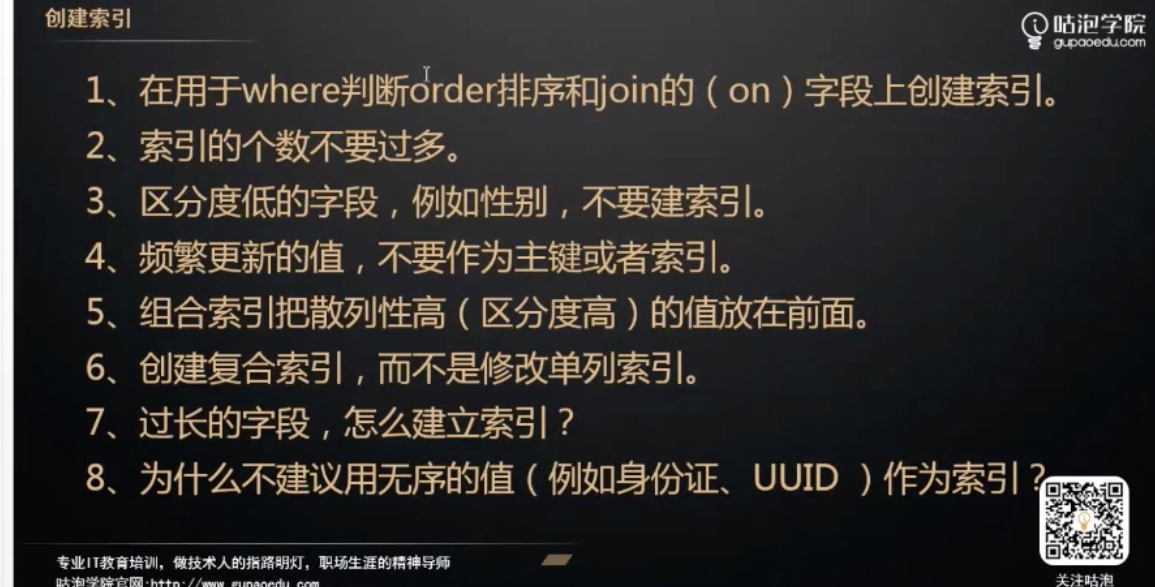 创建索引
咕泡学院
gupaoedu.com
1、在用于where判断order排序和join的（on）字段上创建索引。
2、索引的个数不要过多。
3、区分度低的字段，例如性别，不要建索引。
4、频繁更新的值，不要作为主键或者索引。
5、组合索引把散列性高（区分度高）的值放在前面。
6、创建复合索引，而不是修改单列索引。
7、过长的字段，怎么建立索引？
8、为什么不建议用无序的值（例如身份证、UUID ）作为索引？
专业IT教育培训，做技术人的指路明灯，职场生涯的精神导师
咕泡学院官网:http://www.gupaoedu.com
关注咕泡